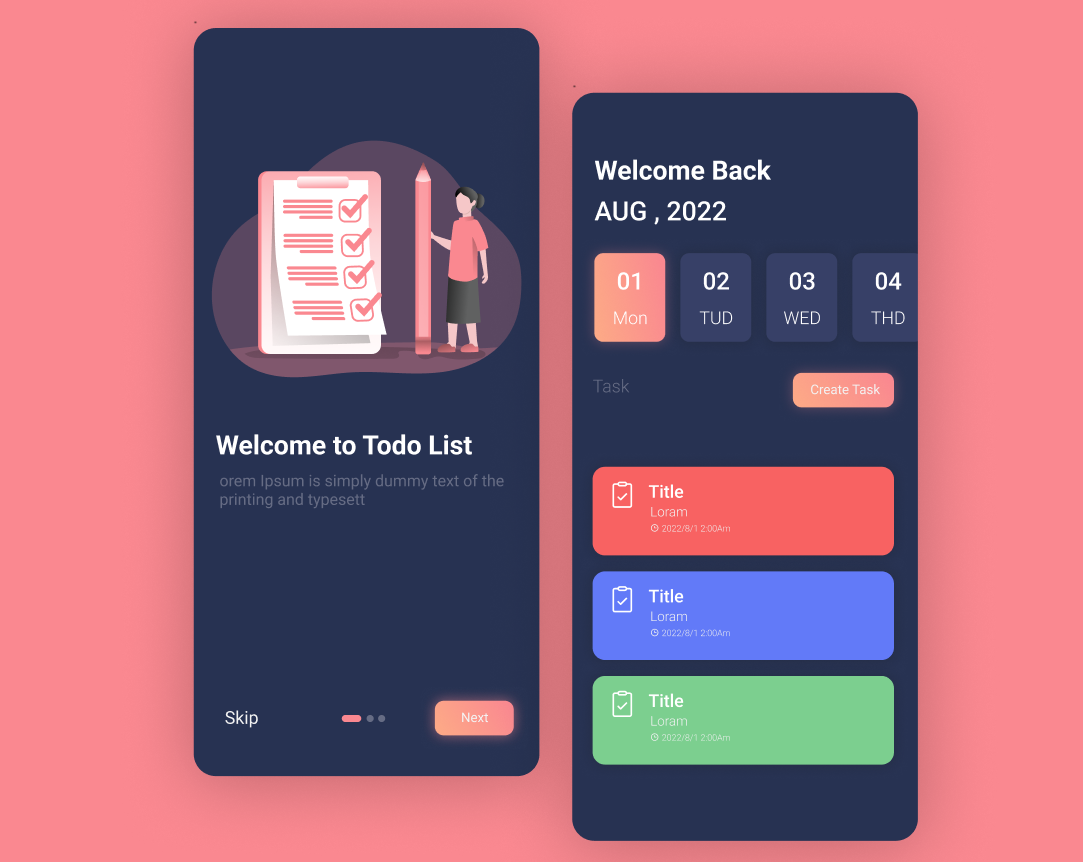 Welcome to Todo List
orem Ipsum is simply dummy text of the
printing and typesett
Skip
Next
Welcome Back
AUG , 2022
01 02 03 04
Mon TUD WED THD
Task
Create Task
Title
Loram
2022/8/1 2:00Am
Title
Loram
2022/8/1 2:00Am
Title
Loram
2022/8/1 2:00Am